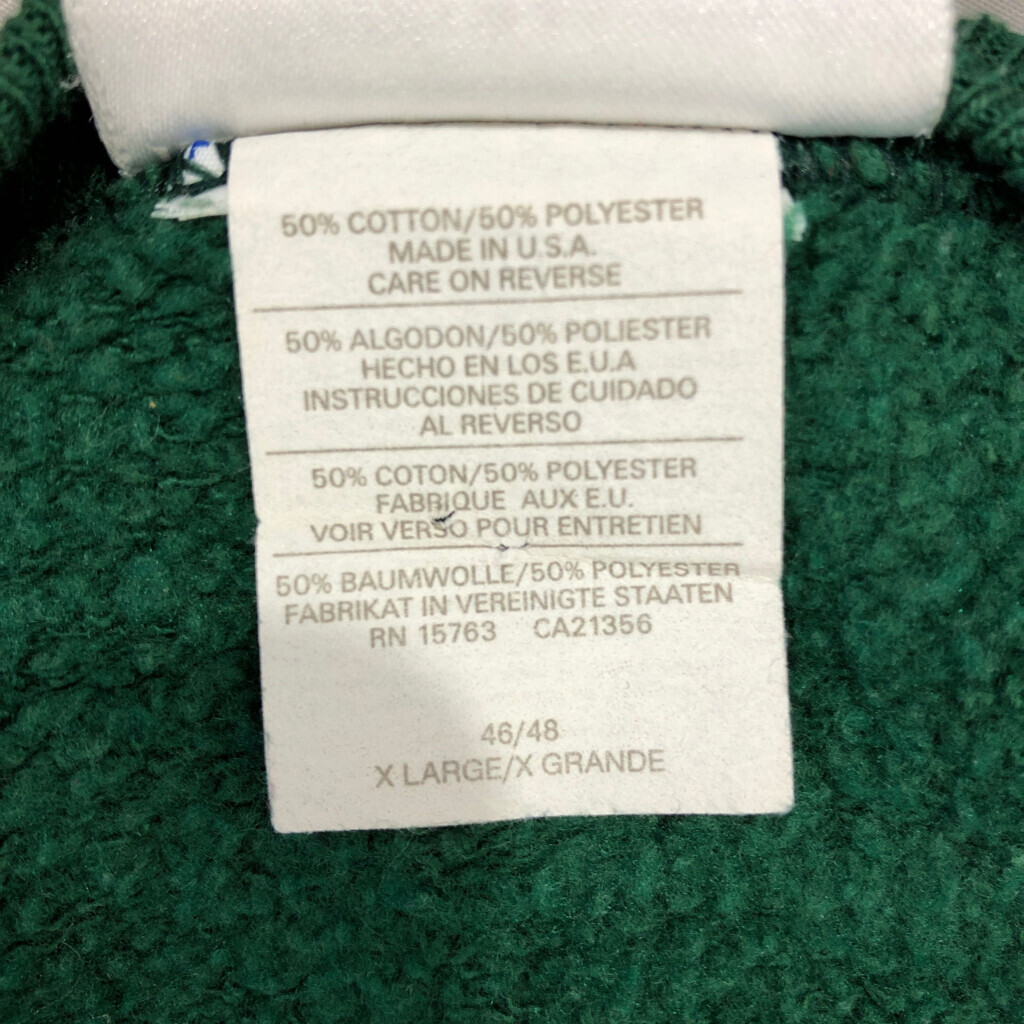 50% COTTON/50% POLYESTER
MADE IN U.S.A.
CARE ON REVERSE
50% ALGODON/50% POLIESTER
HECHO EN LOS E.U.A
INSTRUCCIONES DE CUIDADO
AL REVERSO
50% COTON/50% POLYESTER
FABRIQUE AUX E.U.
VOIR VERSO POUR ENTRETIEN
50% BAUMWOLLE/50% POLYESTER
FABRIKAT IN VEREINIGTE STAATEN
RN 15763 CA21356
46/48
X LARGE/X GRANDE